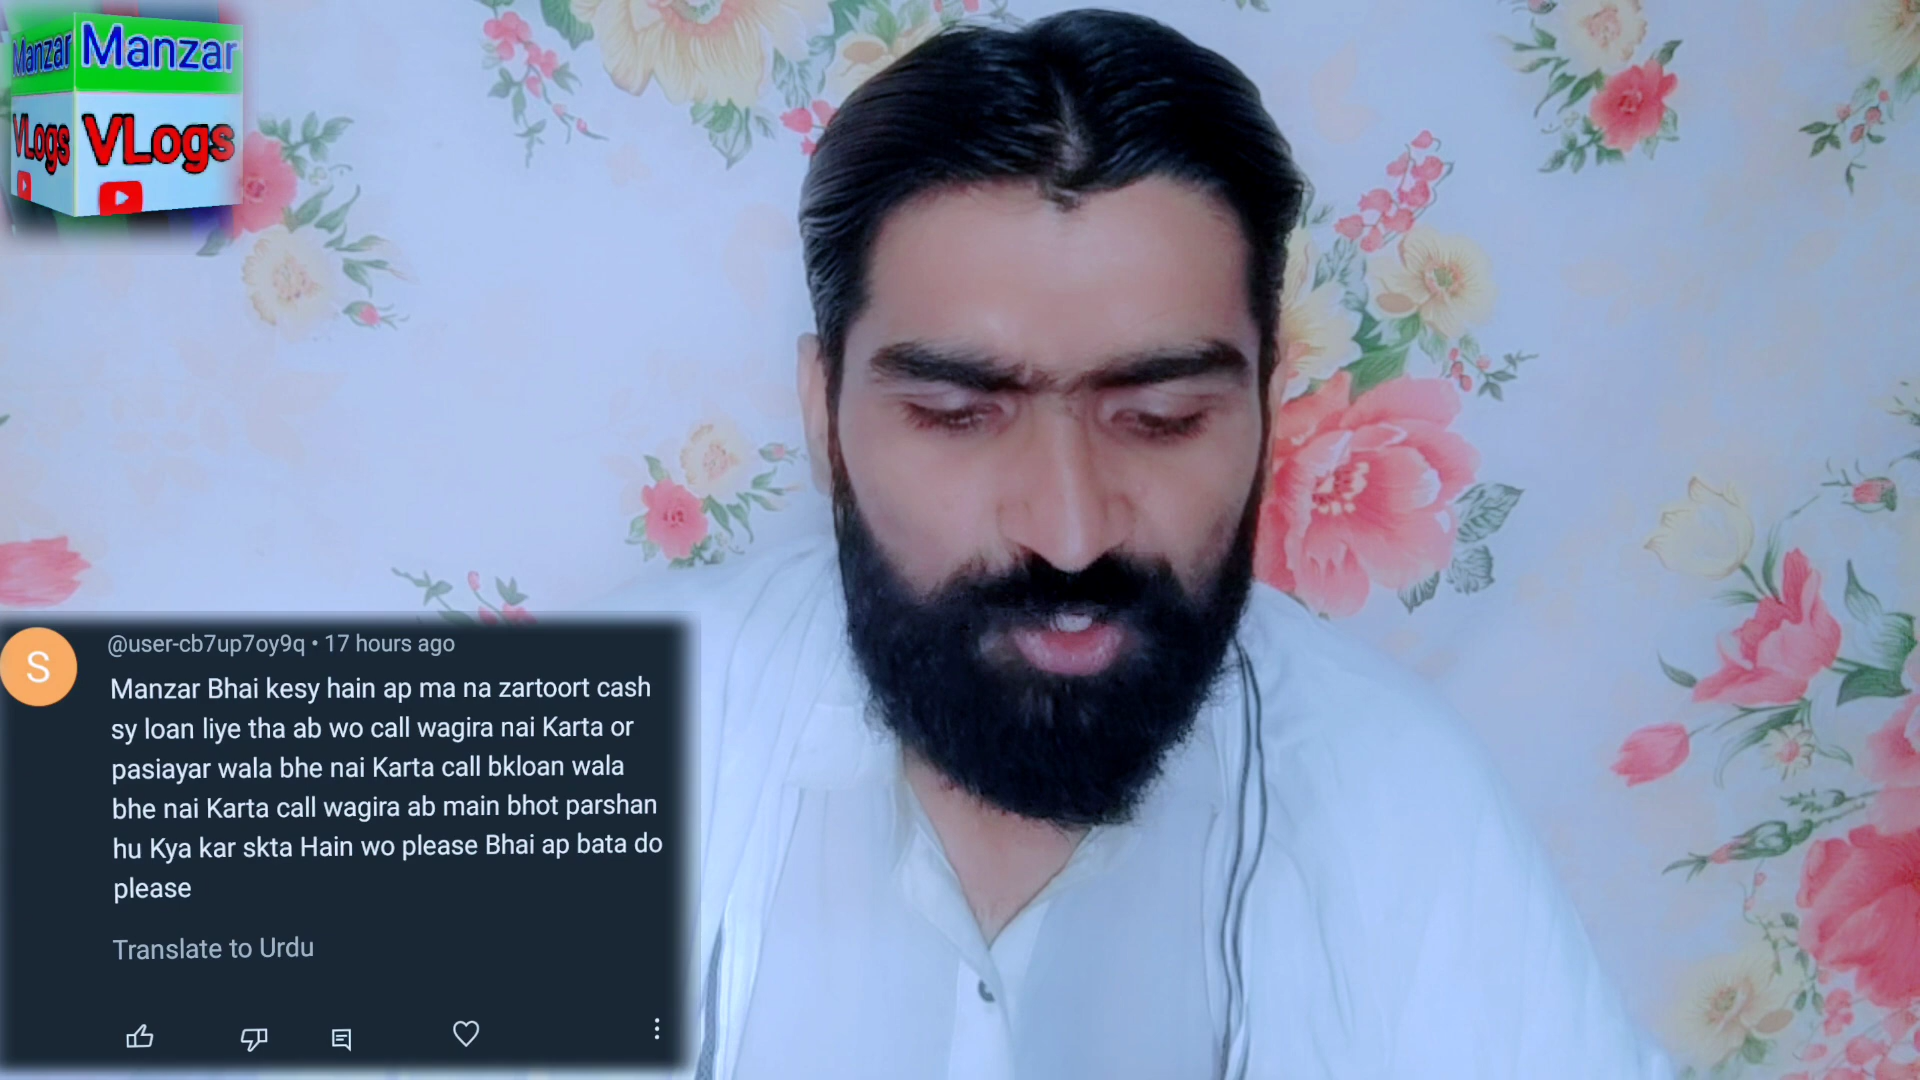 Manzar Manzar
VLogs VLogs
@user-cb7up7oy9q • 17 hours ago
S
Manzar Bhai kesy hain ap ma na zartoort cash
sy loan liye tha ab wo call wagira nai Karta or
pasiayar wala bhe nai Karta call bkloan wala
bhe nai Karta call wagira ab main bhot parshan
hu Kya kar skta Hain wo please Bhai ap bata do
please
Translate to Urdu